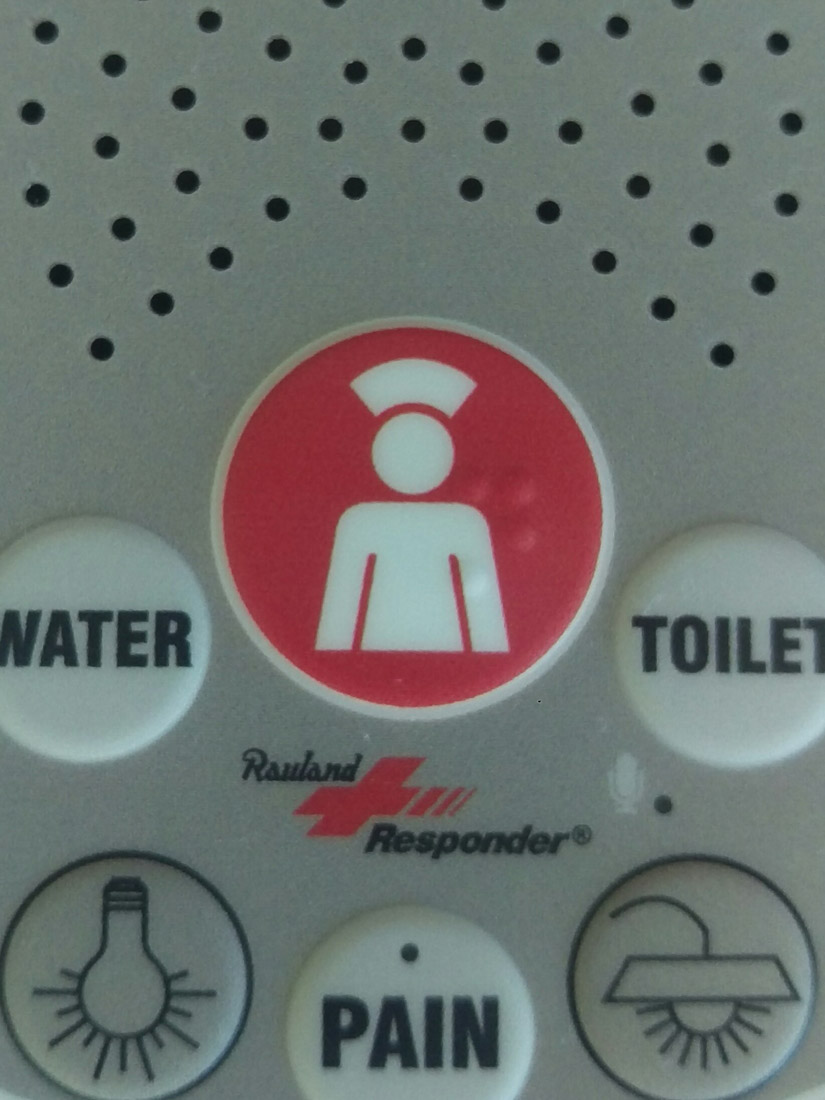 WATER
TOILET
Rauland
Responder®
PAIN